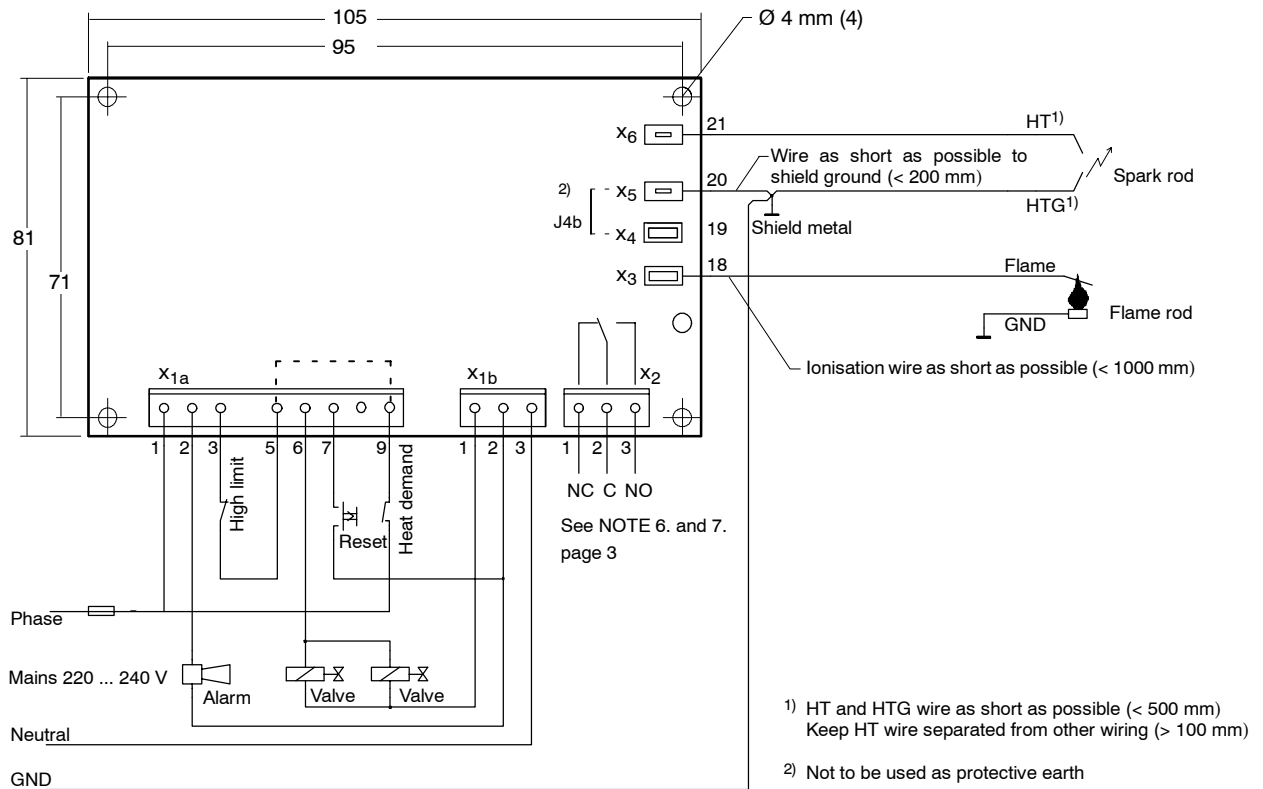 105
95
Ø 4 mm (4)
81
71
x6
21
HT1)
Wire as short as possible to
shield ground (< 200 mm)
Spark rod
2)
x5
20
HTG1)
J4b
x4
19
Shield metal
x3
18
Flame
GND
Flame rod
Ionisation wire as short as possible (< 1000 mm)
x1a
x1b
x2
1 2 3 5 6 7 9
1 2 3
1 2 3
High limit
Reset
Heat demand
NC C NO
See NOTE 6. and 7.
page 3
Phase
Mains 220 ... 240 V
Alarm
Valve
Valve
Neutral
GND
1) HT and HTG wire as short as possible (< 500 mm)
Keep HT wire separated from other wiring (> 100 mm)
2) Not to be used as protective earth